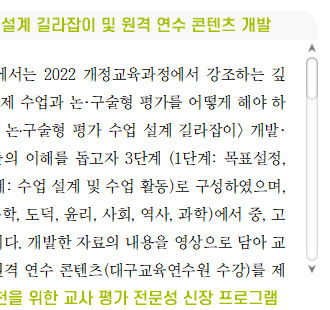 설계 길라잡이 및 원격 연수 콘텐츠 개발
에서는 2022 개정교육과정에서 강조하는 깊
제 수업과 논·구술형 평가를 어떻게 해야 하
논·구술형 평가 수업 설계 길라잡이〉 개발·
의 이해를 돕고자 3단계 (1단계: 목표설정,
: 수업 설계 및 수업 활동)로 구성하였으며,
학, 도덕, 윤리, 사회, 역사, 과학)에서 중, 고
다. 개발한 자료의 내용을 영상으로 담아 교
격 연수 콘텐츠(대구교육연수원 수강)를 제
위한 교사 평가 전문성 신장 프로그램